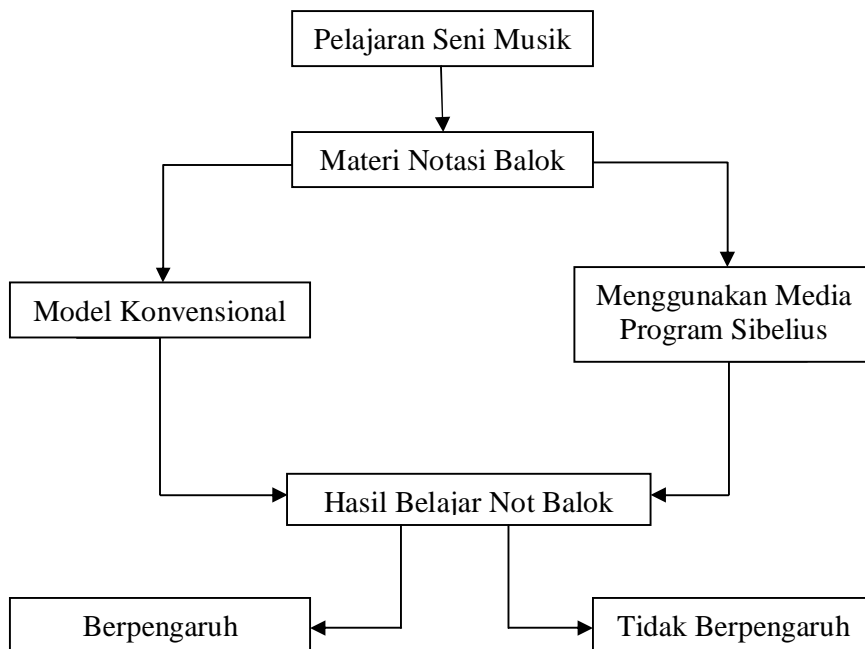 Pelajaran Seni Musik
Materi Notasi Balok
Model Konvensional
Menggunakan Media
Program Sibelius
Hasil Belajar Not Balok
Berpengaruh
Tidak Berpengaruh